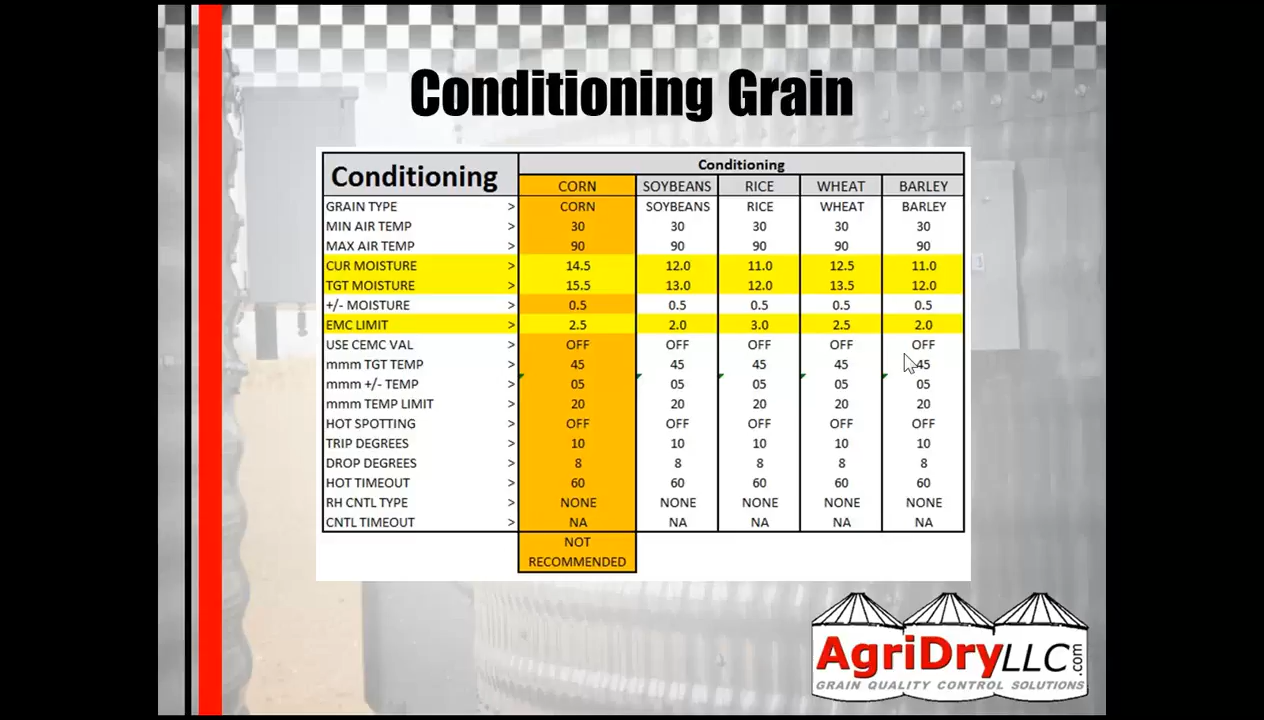 Conditioning Grain
Conditioning
Conditioning
CORN SOYBEANS RICE WHEAT BARLEY
GRAIN TYPE > CORN SOYBEANS RICE WHEAT BARLEY
MIN AIR TEMP > 30 30 30 30 30
MAX AIR TEMP > 90 90 90 90 90
CUR MOISTURE > 14.5 12.0 11.0 12.5 11.0
TGT MOISTURE > 15.5 13.0 12.0 13.5 12.0
+/- MOISTURE > 0.5 0.5 0.5 0.5 0.5
EMC LIMIT > 2.5 2.0 3.0 2.5 2.0
USE CEMC VAL > OFF OFF OFF OFF OFF
mmm TGT TEMP > 45 45 45 45 45
mmm +/- TEMP > 05 05 05 05 05
mmm TEMP LIMIT > 20 20 20 20 20
HOT SPOTTING > OFF OFF OFF OFF OFF
TRIP DEGREES > 10 10 10 10 10
DROP DEGREES > 8 8 8 8 8
HOT TIMEOUT > 60 60 60 60 60
RH CNTL TYPE > NONE NONE NONE NONE NONE
CNTL TIMEOUT > NA NA NA NA NA
NOT
RECOMMENDED
AgriDryLLC.com
GRAIN QUALITY CONTROL SOLUTIONS